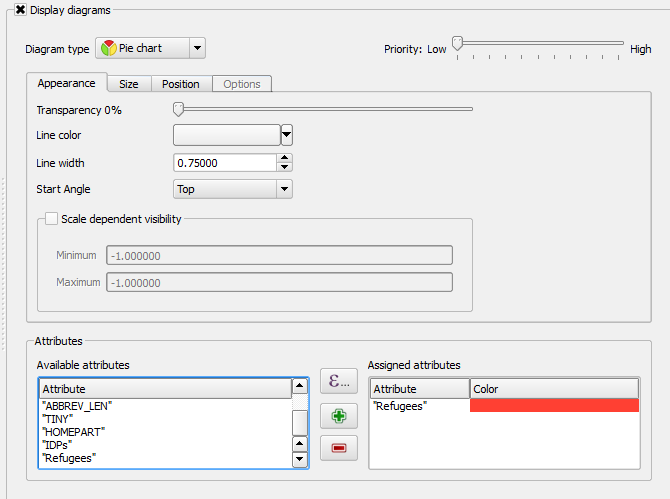 Display diagrams
Diagram type Pie chart Priority: Low High
Appearance Size Position Options
Transparency 0%
Line color
Line width 0.75000
Start Angle Top
Scale dependent visibility
Minimum -1.000000
Maximum -1.000000
Attributes
Available attributes Assigned attributes
Attribute ε... Attribute Color
"ABBREV_LEN" "Refugees"
"TINY"
"HOMEPART"
"IDPs"
"Refugees"